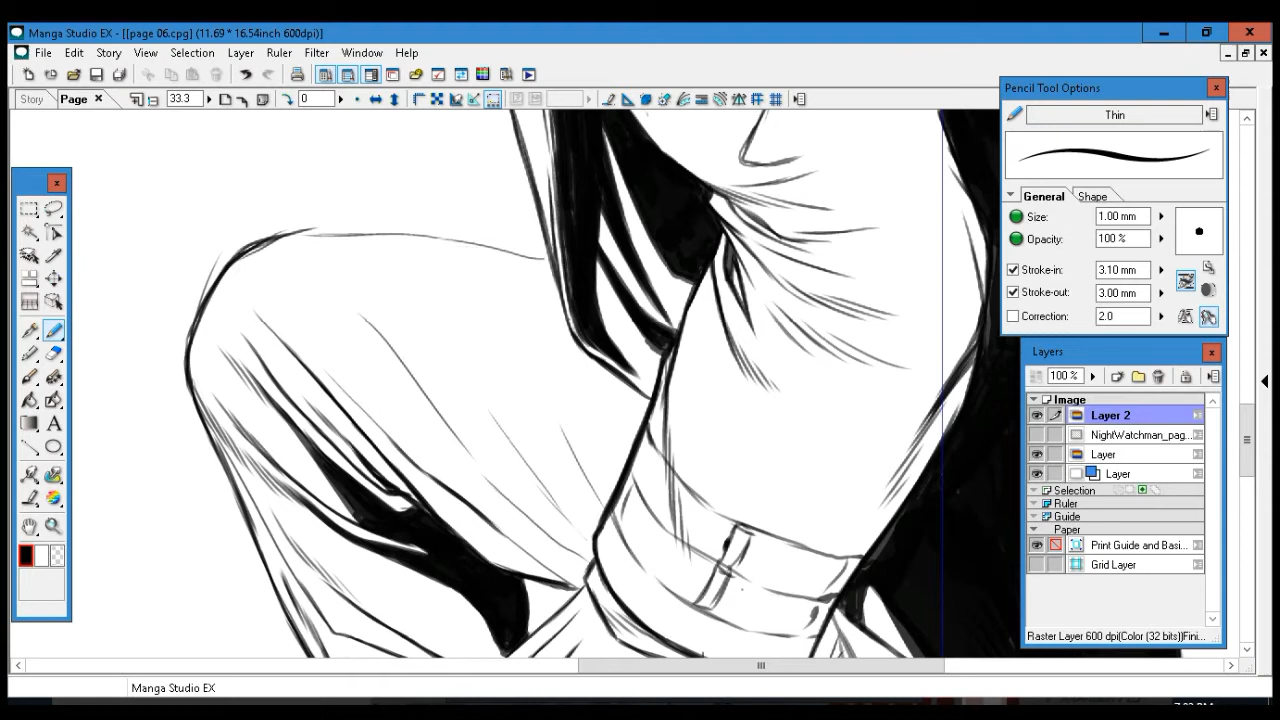 Manga Studio EX - [[page 06.cpg] (11.69 * 16.54inch 600dpi)]
File Edit Story View Selection Layer Ruler Filter Window Help
Story Page 33.3 0
Pencil Tool Options
Thin
General Shape
Size: 1.00 mm
Opacity: 100 %
Stroke-in: 3.10 mm
Stroke-out: 3.00 mm
Correction: 2.0
Layers
100 %
Image
Layer 2
NightWatchman_pag...
Layer
Layer
Selection
Ruler
Guide
Paper
Print Guide and Basi...
Grid Layer
Raster Layer 600 dpi(Color (32 bits))Fini...
Manga Studio EX